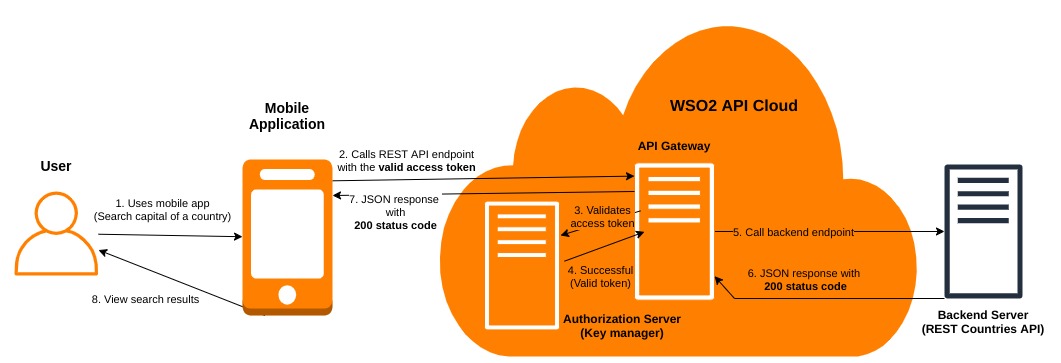 WSO2 API Cloud
Mobile
Application
API Gateway
User
2. Calls REST API endpoint
with the valid access token
1. Uses mobile app
(Search capital of a country)
7. JSON response
with
200 status code
3. Validates
access token
5. Call backend endpoint
4. Successful
(Valid token)
6. JSON response with
200 status code
8. View search results
Authorization Server
(Key manager)
Backend Server
(REST Countries API)